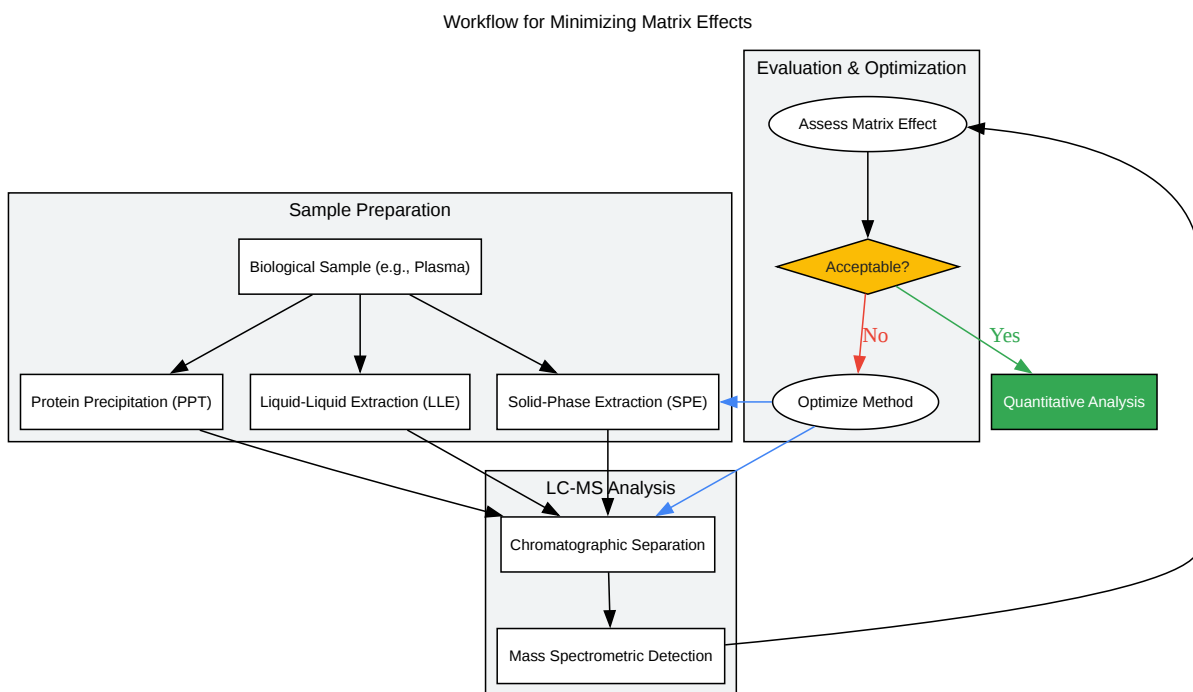 Workflow for Minimizing Matrix Effects
Evaluation & Optimization
Assess Matrix Effect
Sample Preparation
Biological Sample (e.g., Plasma)
Acceptable?
No
Yes
Protein Precipitation (PPT)
Liquid-Liquid Extraction (LLE)
Solid-Phase Extraction (SPE)
Optimize Method
Quantitative Analysis
LC-MS Analysis
Chromatographic Separation
Mass Spectrometric Detection